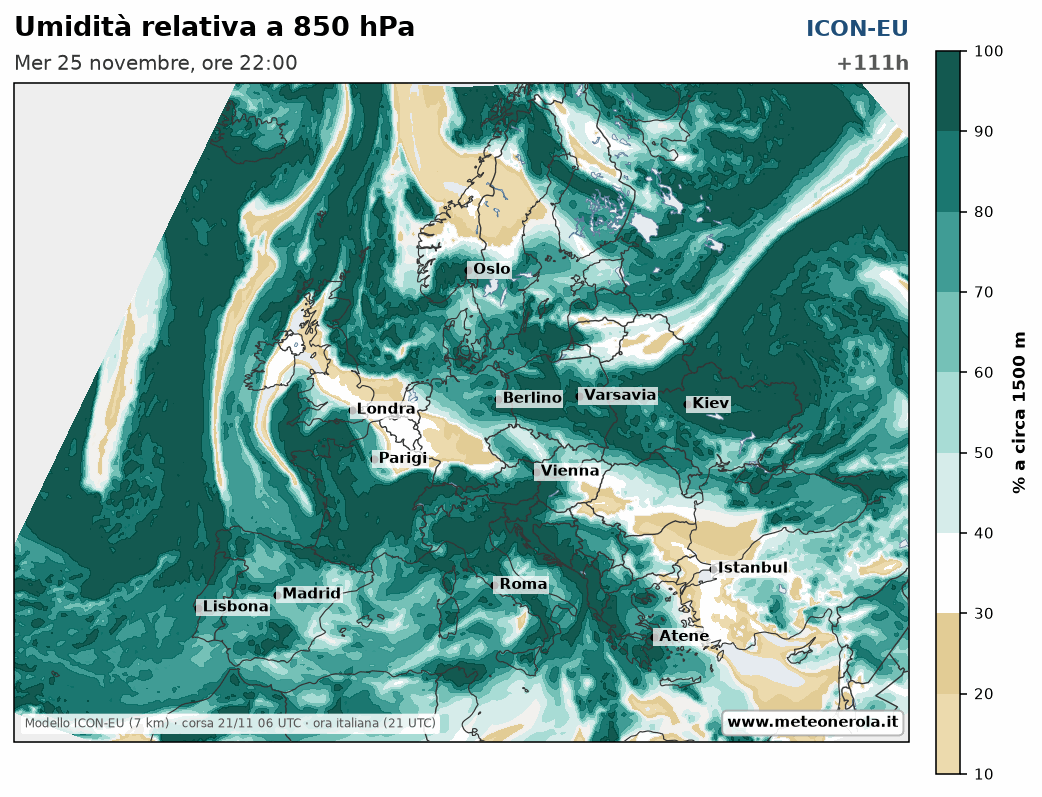 Umidità relativa a 850 hPa
ICON-EU
Mer 25 novembre, ore 22:00
+111h
100
90
80
70
60
50
40
30
20
10
% a circa 1500 m
Oslo
Berlino
Varsavia
Kiev
Londra
Parigi
Vienna
Istanbul
Roma
Madrid
Lisbona
Atene
Modello ICON-EU (7 km) · corsa 21/11 06 UTC · ora italiana (21 UTC)
www.meteonerola.it